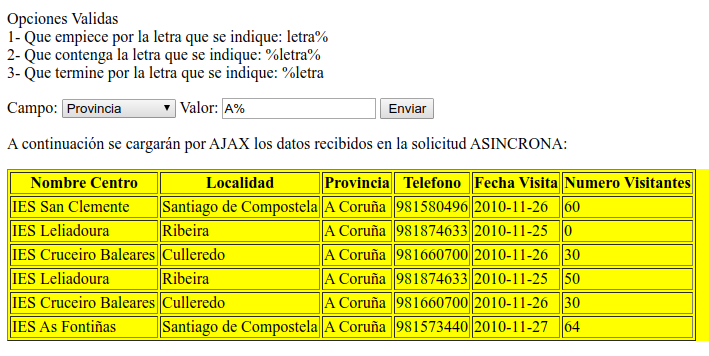 Opciones Validas
1- Que empiece por la letra que se indique: letra%
2- Que contenga la letra que se indique: %letra%
3- Que termine por la letra que se indique: %letra
Campo: Provincia Valor: A% Enviar
A continuación se cargarán por AJAX los datos recibidos en la solicitud ASINCRONA:
Nombre Centro Localidad Provincia Telefono Fecha Visita Numero Visitantes
IES San Clemente Santiago de Compostela A Coruña 981580496 2010-11-26 60
IES Leliadoura Ribeira A Coruña 981874633 2010-11-25 0
IES Cruceiro Baleares Culleredo A Coruña 981660700 2010-11-26 30
IES Leliadoura Ribeira A Coruña 981874633 2010-11-25 50
IES Cruceiro Baleares Culleredo A Coruña 981660700 2010-11-26 30
IES As Fontiñas Santiago de Compostela A Coruña 981573440 2010-11-27 64